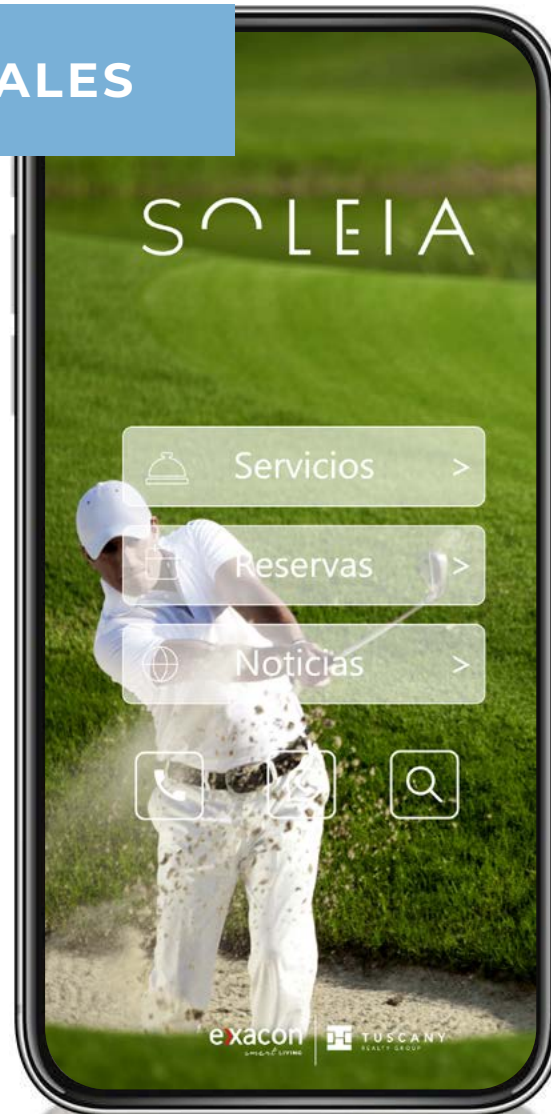 ALES
SOLEIA
Servicios >
Reservas >
Noticias >
exacon
smart LIVING
TUSCANY
REALTY GROUP